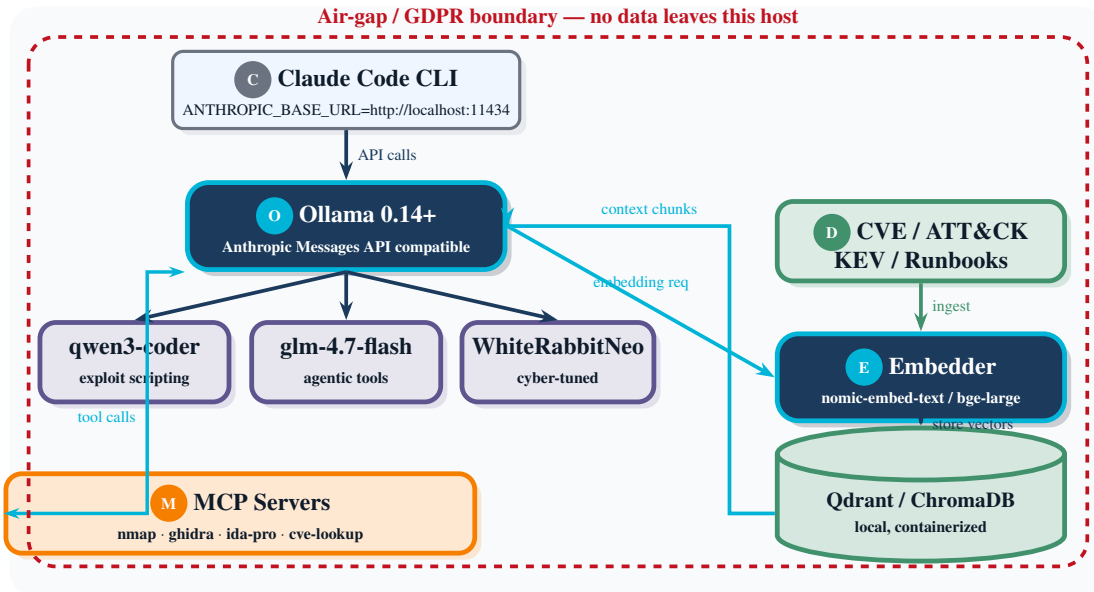 Air-gap / GDPR boundary — no data leaves this host
C Claude Code CLI
ANTHROPIC_BASE_URL=http://localhost:11434
API calls
O Ollama 0.14+
Anthropic Messages API compatible
context chunks
embedding req
D CVE / ATT&CK
KEV / Runbooks
ingest
qwen3-coder
exploit scripting
glm-4.7-flash
agentic tools
WhiteRabbitNeo
cyber-tuned
E Embedder
nomic-embed-text / bge-large
store vectors
tool calls
M MCP Servers
nmap · ghidra · ida-pro · cve-lookup
Qdrant / ChromaDB
local, containerized